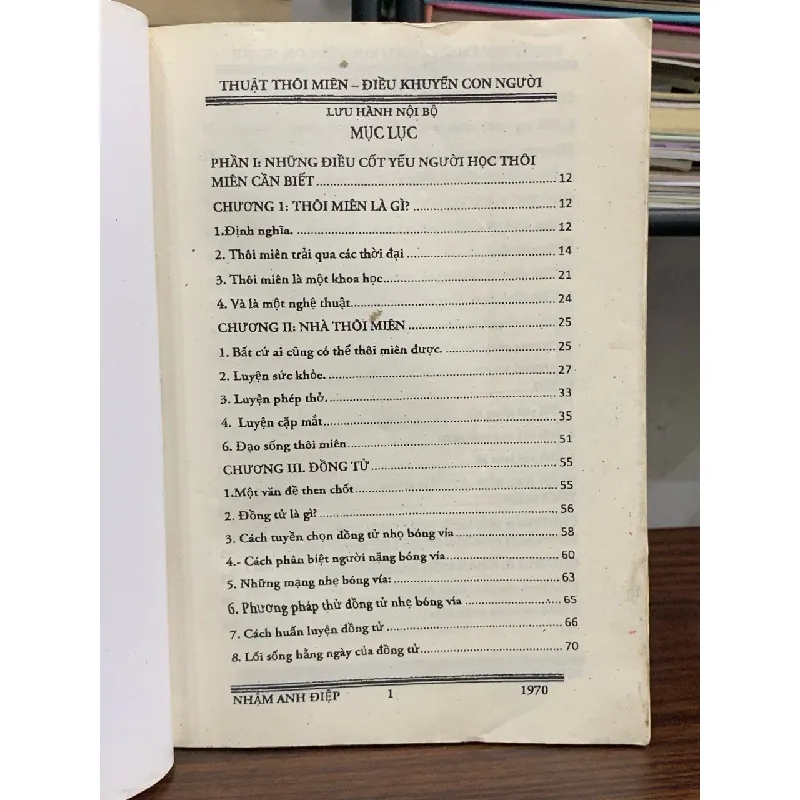 THUẬT THÔI MIÊN – ĐIỀU KHUYỂN CON NGƯỜI
LƯU HÀNH NỘI BỘ
MỤC LỤC
PHẦN I: NHỮNG ĐIỀU CỐT YẾU NGƯỜI HỌC THÔI
MIÊN CẦN BIẾT ........ 12
CHƯƠNG 1: THÔI MIÊN LÀ GÌ? ........ 12
1.Định nghĩa. ........ 12
2. Thôi miên trải qua các thời đại ........ 14
3. Thôi miên là một khoa học ........ 21
4. Và là một nghệ thuật ........ 24
CHƯƠNG II: NHÀ THÔI MIÊN ........ 25
1. Bất cứ ai cũng có thể thôi miên được. ........ 25
2. Luyện sức khỏe. ........ 27
3. Luyện phép thở. ........ 33
4. Luyện cặp mắt ........ 35
6. Đạo sống thôi miên ........ 51
CHƯƠNG III. ĐỒNG TỬ ........ 55
1.Một vấn đề then chốt ........ 55
2. Đồng tử là gì? ........ 56
3. Cách tuyển chọn đồng tử nhọ bóng vía ........ 58
4.- Cách phân biệt người nặng bóng vía ........ 60
5. Những mạng nhẹ bóng vía: ........ 63
6. Phương pháp thử đồng tử nhẹ bóng vía ........ 65
7. Cách huấn luyện đồng tử ........ 66
8. Lối sống hằng ngày của đồng tử ........ 70
NHÂM ANH ĐIỆP 1 1970